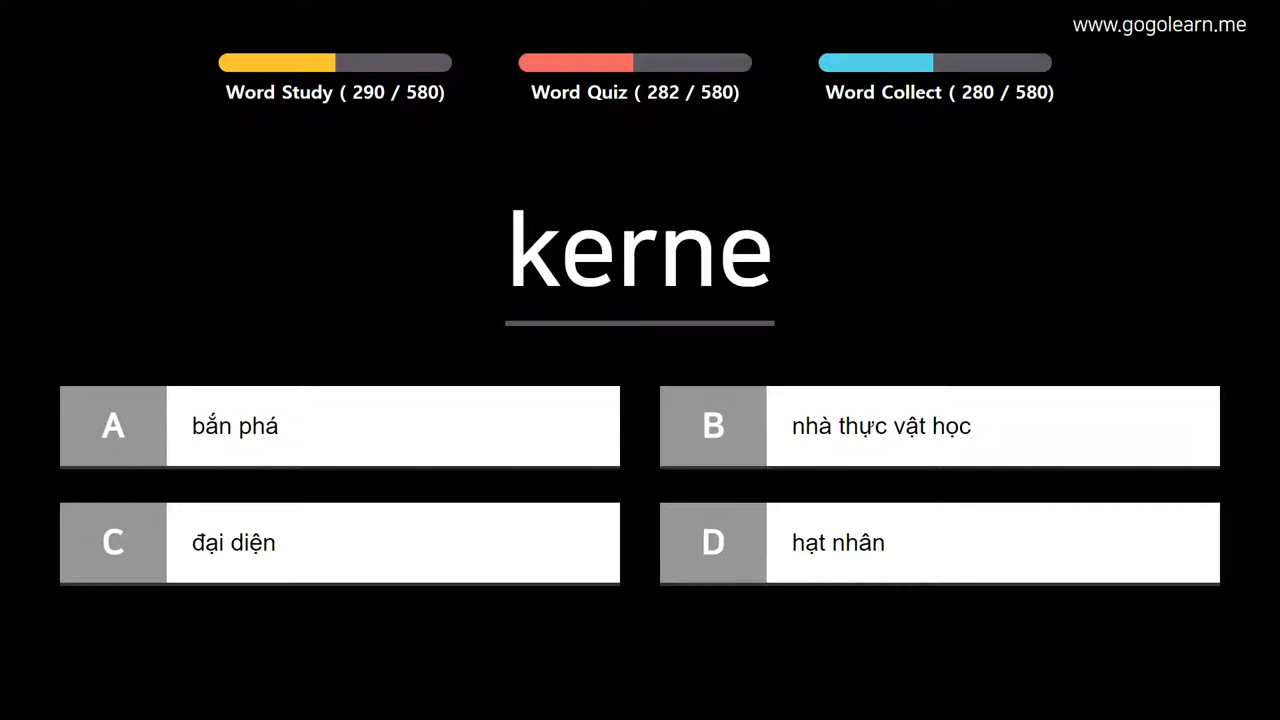 www.gogolearn.me
Word Study ( 290 / 580)
Word Quiz ( 282 / 580)
Word Collect ( 280 / 580)
kerne
A bắn phá
B nhà thực vật học
C đại diện
D hạt nhân